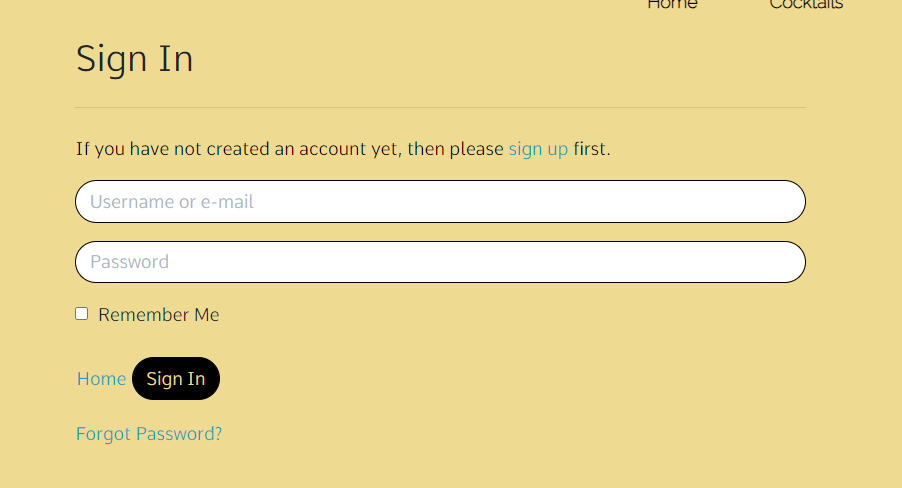 Home Cocktails
Sign In
If you have not created an account yet, then please sign up first.
Username or e-mail
Password
Remember Me
Home Sign In
Forgot Password?